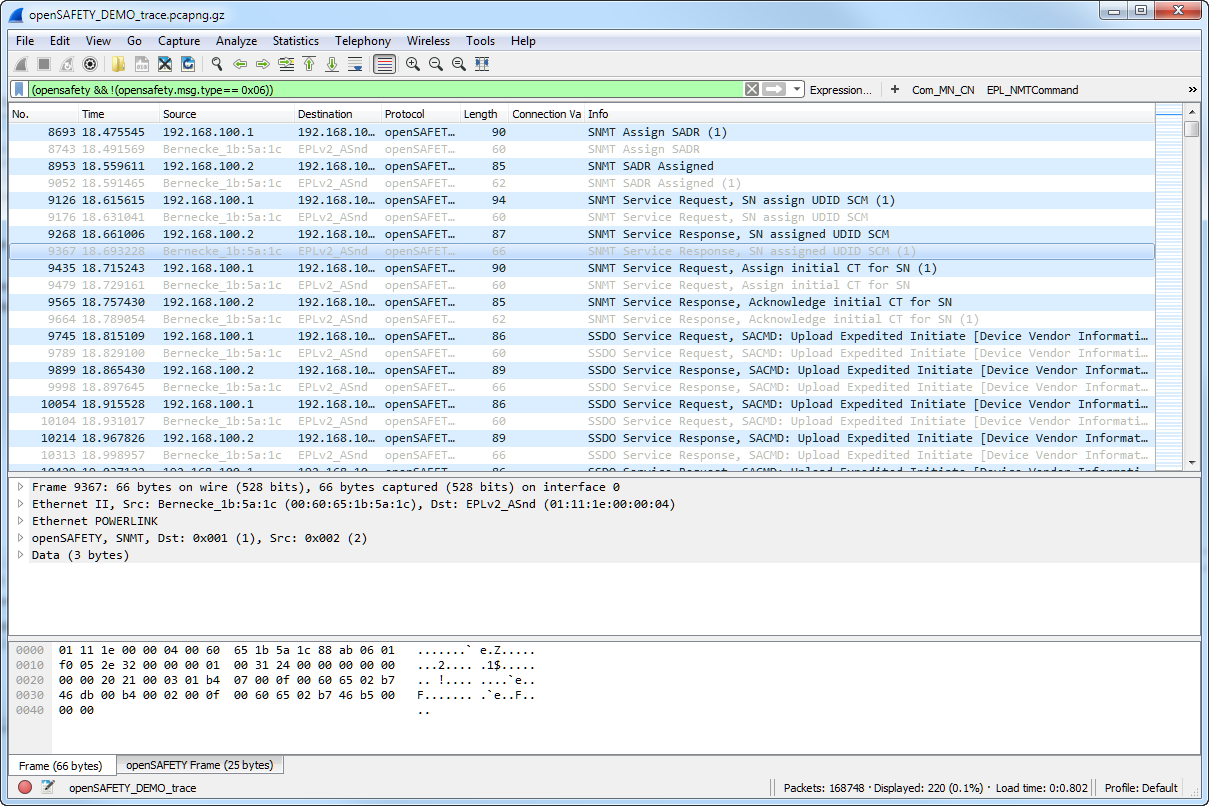 openSAFETY_DEMO_trace.pcapng.gz
File Edit View Go Capture Analyze Statistics Telephony Wireless Tools Help
(opensafety && !(opensafety.msg.type== 0x06)) Expression… + Com_MN_CN EPL_NMTCommand »
No. Time Source Destination Protocol Length Connection Va Info
8693 18.475545 192.168.100.1 192.168.10… openSAFET… 90 SNMT Assign SADR (1)
8743 18.491569 Bernecke_1b:5a:1c EPLv2_ASnd openSAFET… 60 SNMT Assign SADR
8953 18.559611 192.168.100.2 192.168.10… openSAFET… 85 SNMT SADR Assigned
9052 18.591465 Bernecke_1b:5a:1c EPLv2_ASnd openSAFET… 62 SNMT SADR Assigned (1)
9126 18.615615 192.168.100.1 192.168.10… openSAFET… 94 SNMT Service Request, SN assign UDID SCM (1)
9176 18.631041 Bernecke_1b:5a:1c EPLv2_ASnd openSAFET… 60 SNMT Service Request, SN assign UDID SCM
9268 18.661006 192.168.100.2 192.168.10… openSAFET… 87 SNMT Service Response, SN assigned UDID SCM
9367 18.693228 Bernecke_1b:5a:1c EPLv2_ASnd openSAFET… 66 SNMT Service Response, SN assigned UDID SCM (1)
9435 18.715243 192.168.100.1 192.168.10… openSAFET… 90 SNMT Service Request, Assign initial CT for SN (1)
9479 18.729161 Bernecke_1b:5a:1c EPLv2_ASnd openSAFET… 60 SNMT Service Request, Assign initial CT for SN
9565 18.757430 192.168.100.2 192.168.10… openSAFET… 85 SNMT Service Response, Acknowledge initial CT for SN
9664 18.789054 Bernecke_1b:5a:1c EPLv2_ASnd openSAFET… 62 SNMT Service Response, Acknowledge initial CT for SN (1)
9745 18.815109 192.168.100.1 192.168.10… openSAFET… 86 SSDO Service Request, SACMD: Upload Expedited Initiate [Device Vendor Informati…
9789 18.829100 Bernecke_1b:5a:1c EPLv2_ASnd openSAFET… 60 SSDO Service Request, SACMD: Upload Expedited Initiate [Device Vendor Informati…
9899 18.865430 192.168.100.2 192.168.10… openSAFET… 89 SSDO Service Response, SACMD: Upload Expedited Initiate [Device Vendor Informat…
9998 18.897645 Bernecke_1b:5a:1c EPLv2_ASnd openSAFET… 66 SSDO Service Response, SACMD: Upload Expedited Initiate [Device Vendor Informat…
10054 18.915528 192.168.100.1 192.168.10… openSAFET… 86 SSDO Service Request, SACMD: Upload Expedited Initiate [Device Vendor Informati…
10104 18.931017 Bernecke_1b:5a:1c EPLv2_ASnd openSAFET… 60 SSDO Service Request, SACMD: Upload Expedited Initiate [Device Vendor Informati…
10214 18.967826 192.168.100.2 192.168.10… openSAFET… 89 SSDO Service Response, SACMD: Upload Expedited Initiate [Device Vendor Informat…
10313 18.998957 Bernecke_1b:5a:1c EPLv2_ASnd openSAFET… 66 SSDO Service Response, SACMD: Upload Expedited Initiate [Device Vendor Informat…
Frame 9367: 66 bytes on wire (528 bits), 66 bytes captured (528 bits) on interface 0
Ethernet II, Src: Bernecke_1b:5a:1c (00:60:65:1b:5a:1c), Dst: EPLv2_ASnd (01:11:1e:00:00:04)
Ethernet POWERLINK
openSAFETY, SNMT, Dst: 0x001 (1), Src: 0x002 (2)
Data (3 bytes)
0000 01 11 1e 00 00 04 00 60 65 1b 5a 1c 88 ab 06 01 .......` e.Z.....
0010 f0 05 2e 32 00 00 00 01 00 31 24 00 00 00 00 00 ...2.... .1$.....
0020 00 00 20 21 00 03 01 b4 07 00 0f 00 60 65 02 b7 .. !.... ....`e..
0030 46 db 00 b4 00 02 00 0f 00 60 65 02 b7 46 b5 00 F....... .`e..F..
0040 00 00 ..
Frame (66 bytes) openSAFETY Frame (25 bytes)
openSAFETY_DEMO_trace Packets: 168748 · Displayed: 220 (0.1%) · Load time: 0:0.802 Profile: Default